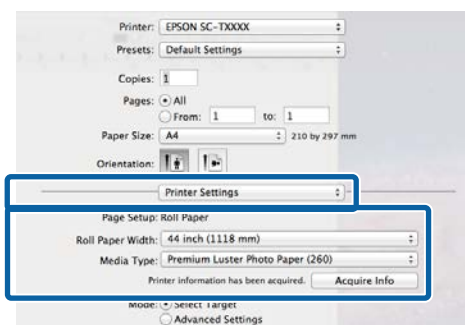 Printer: EPSON SC-TXXXX
Presets: Default Settings
Copies: 1
Pages: All
From: 1 to: 1
Paper Size: A4 210 by 297 mm
Orientation:
Printer Settings
Page Setup: Roll Paper
Roll Paper Width: 44 inch (1118 mm)
Media Type: Premium Luster Photo Paper (260)
Printer information has been acquired. Acquire Info
Mode: Select Target
Advanced Settings